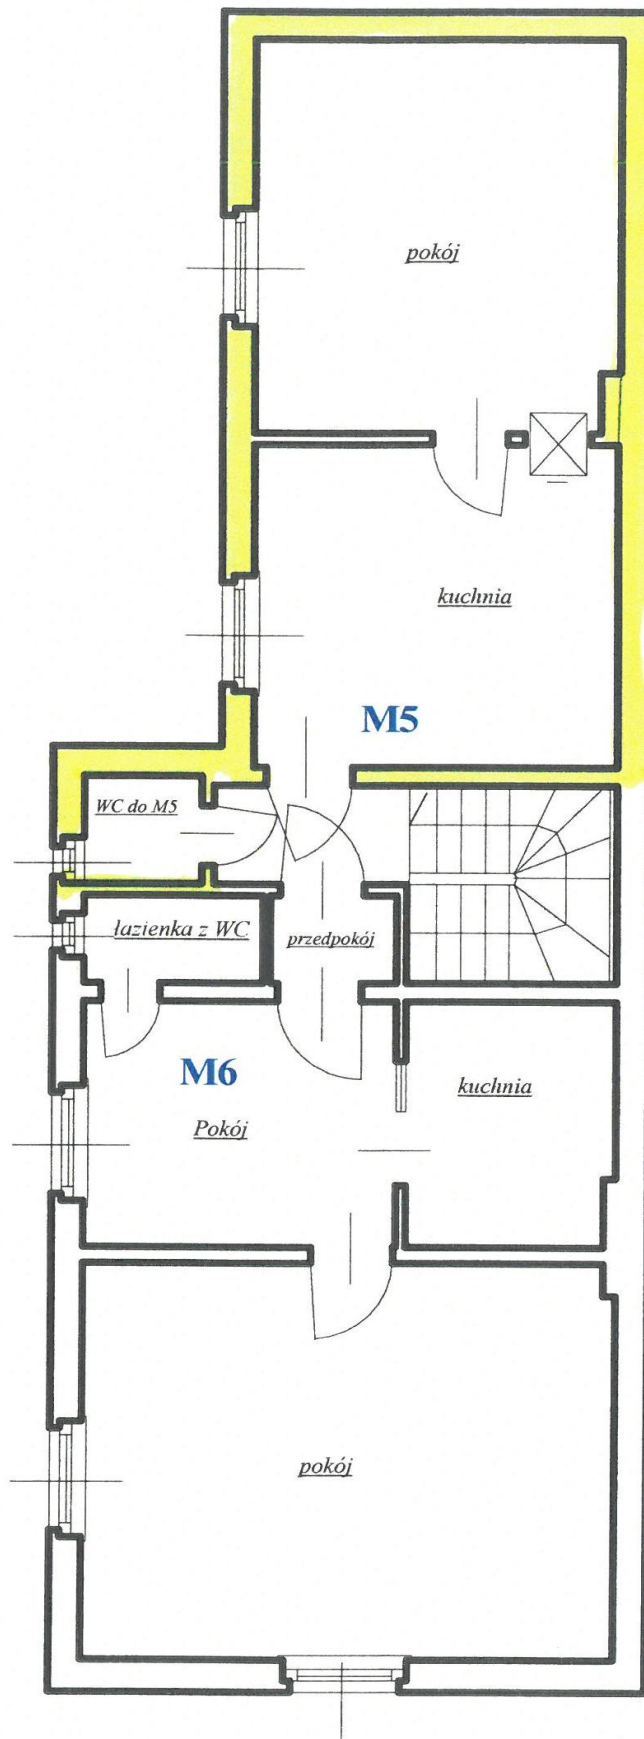 pokój
kuchnia
M5
WC do M5
łazienka z WC
przedpokój
M6
kuchnia
Pokój
pokój